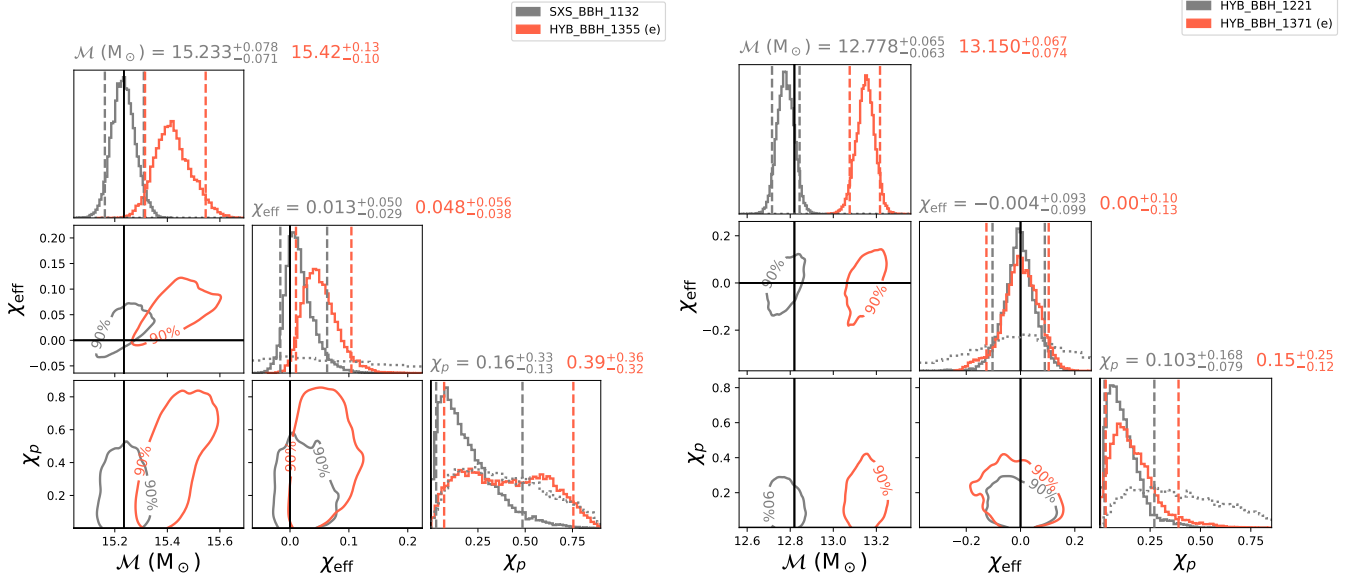 SXS_BBH_1132
HYB_BBH_1355 (e)
ℳ (M⊙) = 15.233 +0.078 −0.071 15.42 +0.13 −0.10
χeff = 0.013 +0.050 −0.029 0.048 +0.056 −0.038
0.20
0.15
0.10
0.05
0.00
−0.05
χeff
90%
90%
χp = 0.16 +0.33 −0.13 0.39 +0.36 −0.32
0.8
0.6
0.4
0.2
χp
90%
90%
90%
90%
15.2 15.4 15.6
0.0 0.1 0.2
0.25 0.50 0.75
ℳ (M⊙)
χeff
χp
HYB_BBH_1221
HYB_BBH_1371 (e)
ℳ (M⊙) = 12.778 +0.065 −0.063 13.150 +0.067 −0.074
χeff = −0.004 +0.093 −0.099 0.00 +0.10 −0.13
0.2
0.0
−0.2
χeff
90%
90%
χp = 0.103 +0.168 −0.079 0.15 +0.25 −0.12
0.8
0.6
0.4
0.2
χp
90%
90%
90%
90%
12.6 12.8 13.0 13.2
−0.2 0.0 0.2
0.00 0.25 0.50 0.75
ℳ (M⊙)
χeff
χp